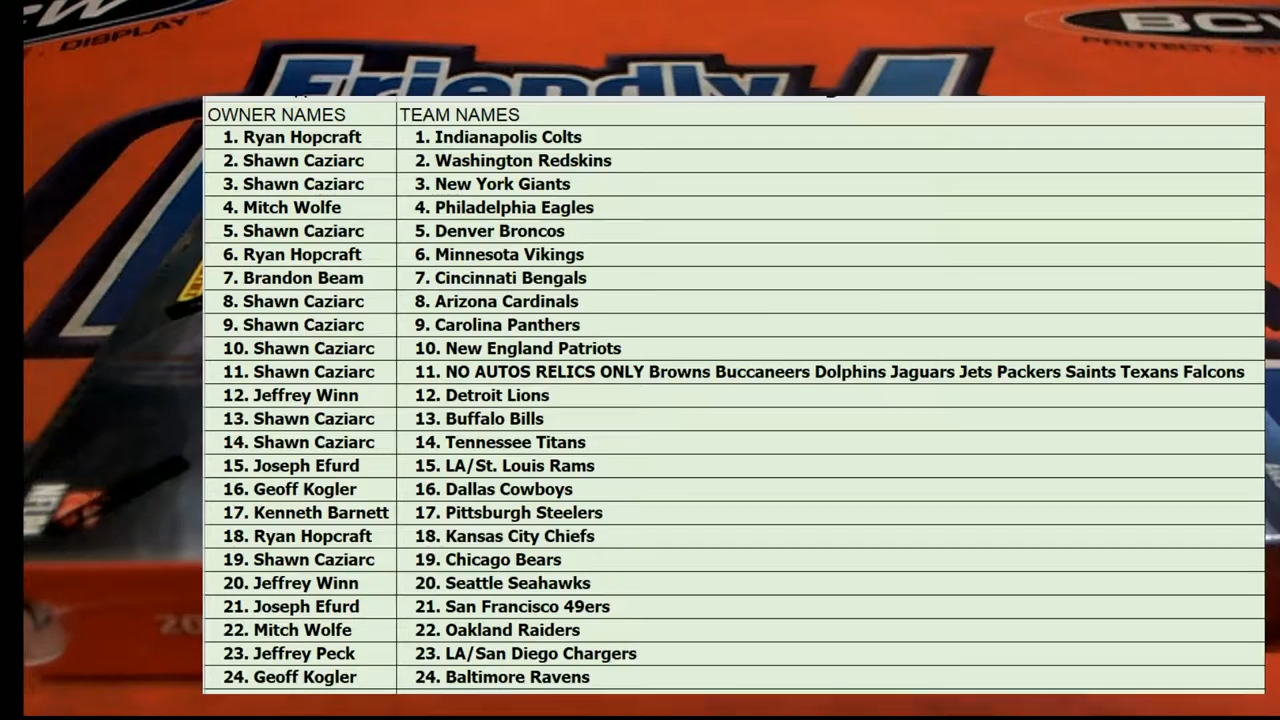 DISPLAY
BCW
PROTECT
Friendly
OWNER NAMES TEAM NAMES
1. Ryan Hopcraft 1. Indianapolis Colts
2. Shawn Caziarc 2. Washington Redskins
3. Shawn Caziarc 3. New York Giants
4. Mitch Wolfe 4. Philadelphia Eagles
5. Shawn Caziarc 5. Denver Broncos
6. Ryan Hopcraft 6. Minnesota Vikings
7. Brandon Beam 7. Cincinnati Bengals
8. Shawn Caziarc 8. Arizona Cardinals
9. Shawn Caziarc 9. Carolina Panthers
10. Shawn Caziarc 10. New England Patriots
11. Shawn Caziarc 11. NO AUTOS RELICS ONLY Browns Buccaneers Dolphins Jaguars Jets Packers Saints Texans Falcons
12. Jeffrey Winn 12. Detroit Lions
13. Shawn Caziarc 13. Buffalo Bills
14. Shawn Caziarc 14. Tennessee Titans
15. Joseph Efurd 15. LA/St. Louis Rams
16. Geoff Kogler 16. Dallas Cowboys
17. Kenneth Barnett 17. Pittsburgh Steelers
18. Ryan Hopcraft 18. Kansas City Chiefs
19. Shawn Caziarc 19. Chicago Bears
20. Jeffrey Winn 20. Seattle Seahawks
21. Joseph Efurd 21. San Francisco 49ers
22. Mitch Wolfe 22. Oakland Raiders
23. Jeffrey Peck 23. LA/San Diego Chargers
24. Geoff Kogler 24. Baltimore Ravens